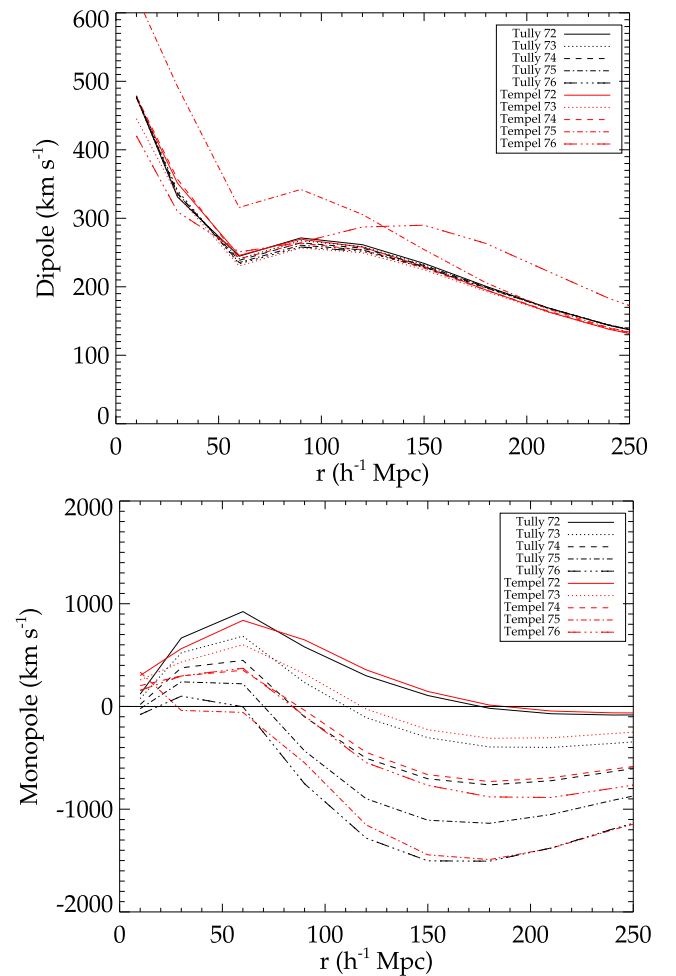 600
500
400
300
200
100
0
Dipole (km s⁻¹)
Tully 72
Tully 73
Tully 74
Tully 75
Tully 76
Tempel 72
Tempel 73
Tempel 74
Tempel 75
Tempel 76
0 50 100 150 200 250
r (h⁻¹ Mpc)
2000
1000
0
-1000
-2000
Monopole (km s⁻¹)
Tully 72
Tully 73
Tully 74
Tully 75
Tully 76
Tempel 72
Tempel 73
Tempel 74
Tempel 75
Tempel 76
0 50 100 150 200 250
r (h⁻¹ Mpc)